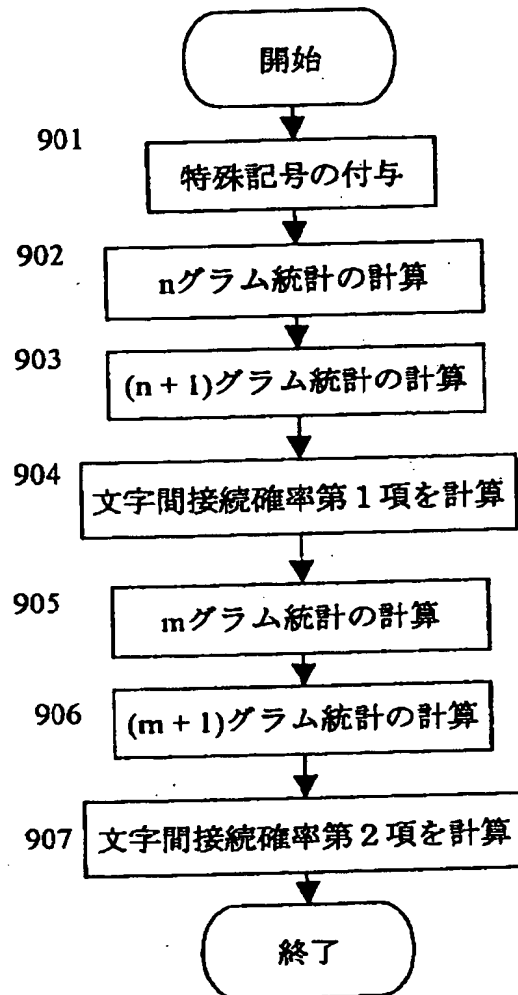 開始
901
特殊記号の付与
902
nグラム統計の計算
903
(n + 1)グラム統計の計算
904
文字間接続確率第1項を計算
905
mグラム統計の計算
906
(m + 1)グラム統計の計算
907
文字間接続確率第2項を計算
終了